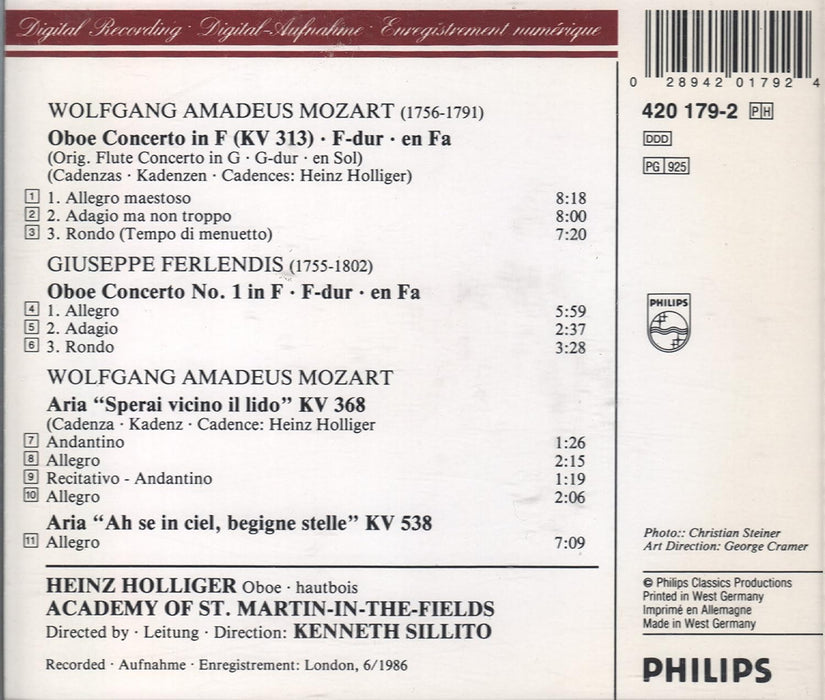 Digital Recording · Digital-Aufnahme · Enregistrement numérique
WOLFGANG AMADEUS MOZART (1756-1791)
Oboe Concerto in F (KV 313) · F-dur · en Fa
(Orig. Flute Concerto in G · G-dur · en Sol)
(Cadenzas · Kadenzen · Cadences: Heinz Holliger)
1 1. Allegro maestoso 8:18
2 2. Adagio ma non troppo 8:00
3 3. Rondo (Tempo di menuetto) 7:20
GIUSEPPE FERLENDIS (1755-1802)
Oboe Concerto No. 1 in F · F-dur · en Fa
4 1. Allegro 5:59
5 2. Adagio 2:37
6 3. Rondo 3:28
WOLFGANG AMADEUS MOZART
Aria “Sperai vicino il lido” KV 368
(Cadenza · Kadenz · Cadence: Heinz Holliger
7 Andantino 1:26
8 Allegro 2:15
9 Recitativo - Andantino 1:19
10 Allegro 2:06
Aria “Ah se in ciel, begigne stelle” KV 538
11 Allegro 7:09
HEINZ HOLLIGER Oboe · hautbois
ACADEMY OF ST. MARTIN-IN-THE-FIELDS
Directed by · Leitung · Direction: KENNETH SILLITO
Recorded · Aufnahme · Enregistrement: London, 6/1986
0 28942 01792 4
420 179-2 PH
DDD
PG 925
PHILIPS
Photo:: Christian Steiner
Art Direction: George Cramer
© Philips Classics Productions
Printed in West Germany
Imprimé en Allemagne
Made in West Germany
PHILIPS